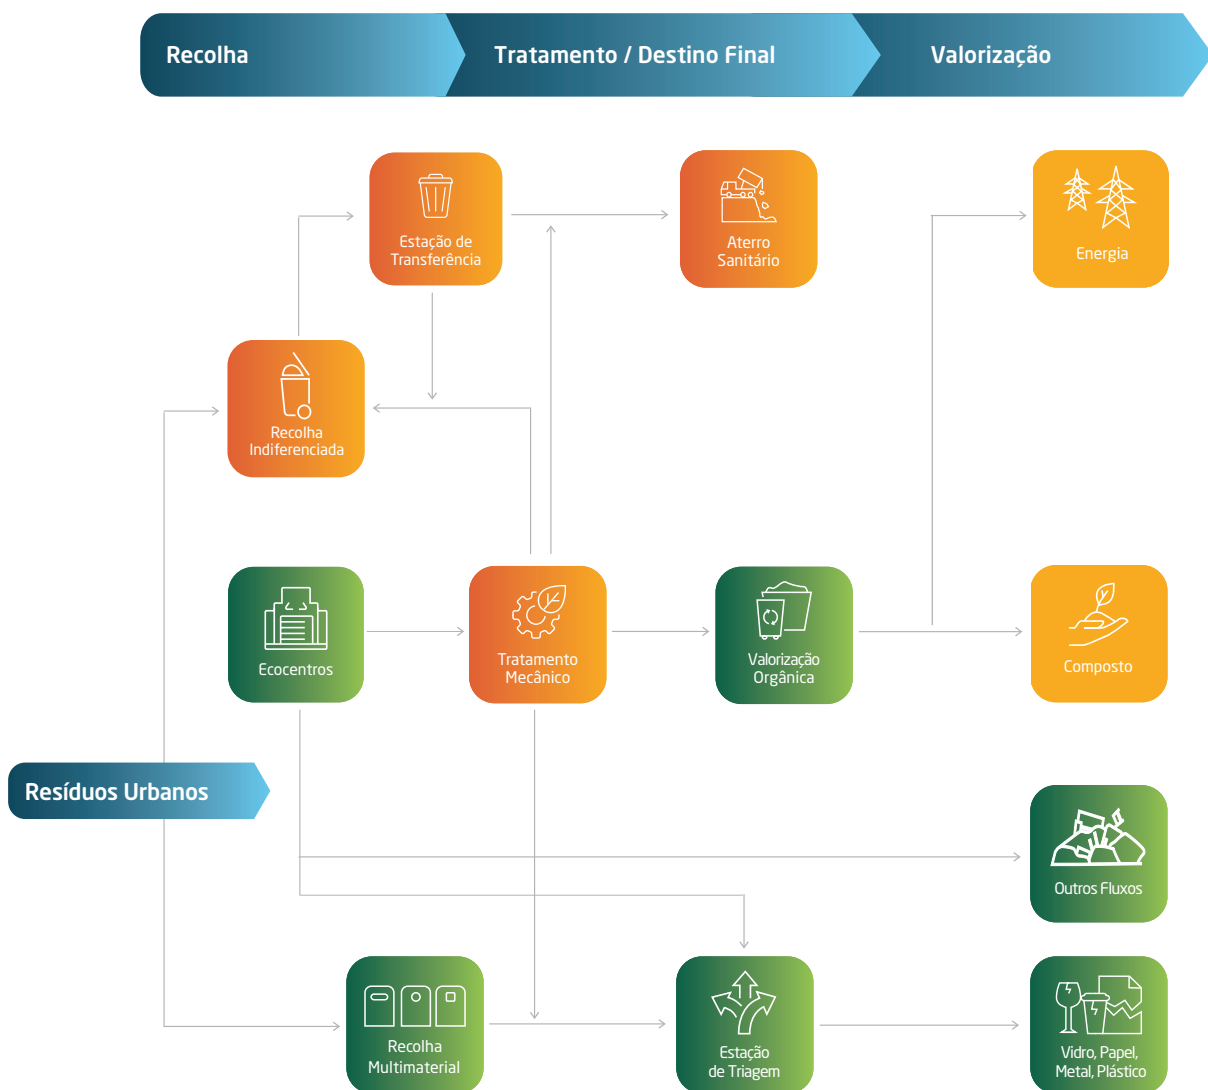 Recolha
Tratamento / Destino Final
Valorização
Estação de
Transferência
Aterro
Sanitário
Energia
Recolha
Indiferenciada
Ecocentros
Tratamento
Mecânico
Valorização
Orgânica
Composto
Resíduos Urbanos
Outros Fluxos
Recolha
Multimaterial
Estação
de Triagem
Vidro, Papel,
Metal, Plástico